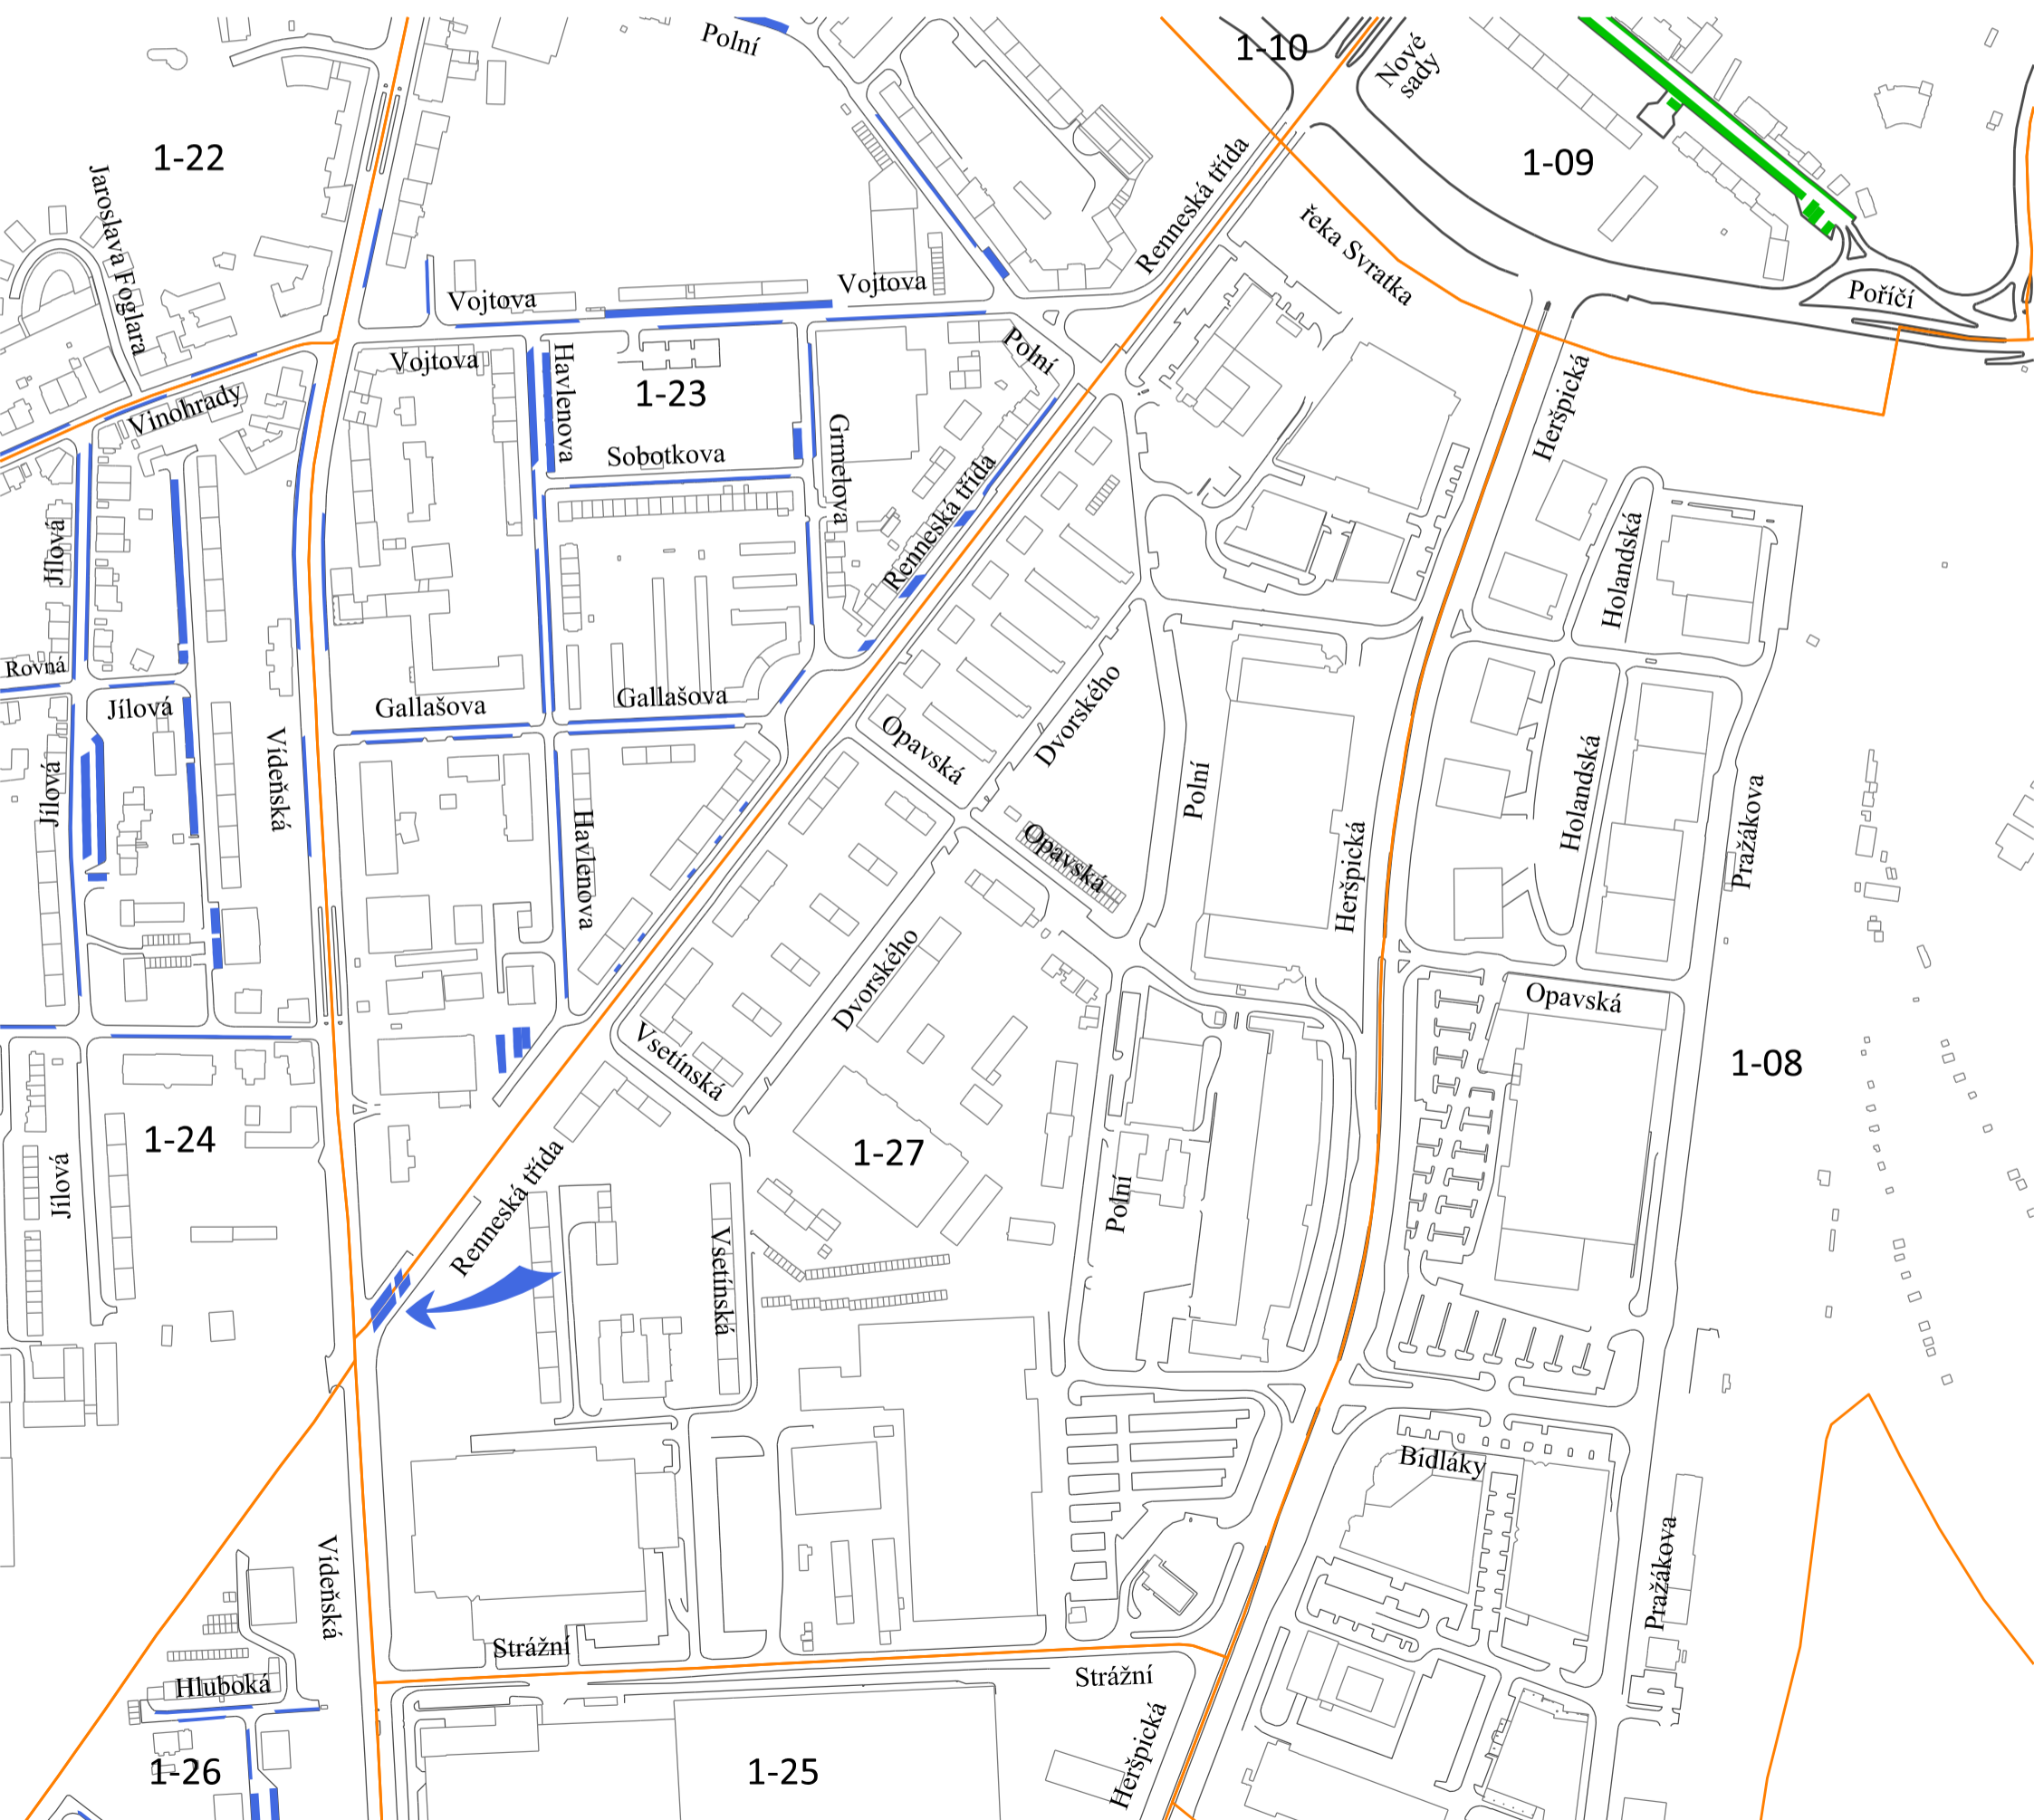 Polní
1-10
Nové
sady
1-22
1-09
Jaroslava Foglara
Renneská třída
řeka Svratka
Vojtova
Vojtova
Poříčí
Polní
Vojtova
Havlenova
1-23
Vinohrady
Heršpická
Sobotkova
Grmelova
Renneská třída
Jílová
Holandská
Rovná
Jílová
Gallašova
Gallašova
Dvorského
Opavská
Vídeňská
Jílová
Polní
Holandská
Pražákova
Havlenova
Opavská
Heršpická
Dvorského
Opavská
Vsetínská
1-08
1-24
1-27
Jílová
Renneská třída
Polní
Vsetínská
Bidláky
Vídeňská
Pražákova
Strážní
Strážní
Hluboká
Heršpická
1-26
1-25